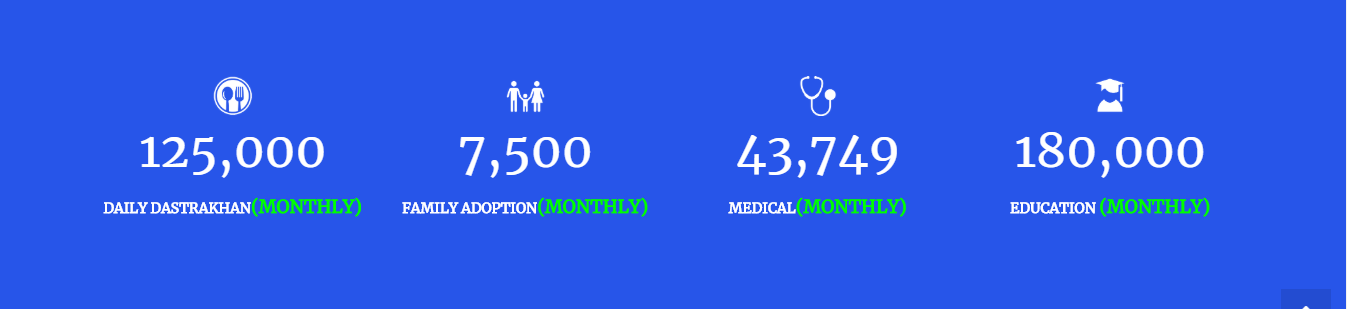 125,000 7,500 43,749 180,000
DAILY DASTRAKHAN(MONTHLY) FAMILY ADOPTION(MONTHLY) MEDICAL(MONTHLY) EDUCATION (MONTHLY)